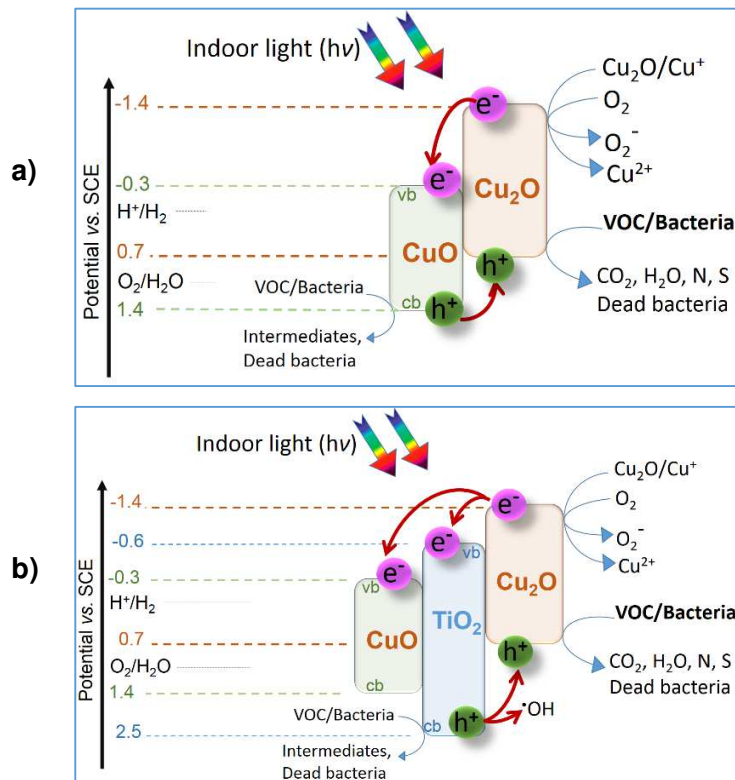 a)
Indoor light (hν)
Potential vs. SCE
-1.4
-0.3
H⁺/H₂
0.7
O₂/H₂O
1.4
e⁻
e⁻
vb
CuO
cb
h⁺
Cu₂O
h⁺
VOC/Bacteria
Intermediates,
Dead bacteria
Cu₂O/Cu⁺
O₂
O₂⁻
Cu²⁺
VOC/Bacteria
CO₂, H₂O, N, S
Dead bacteria
b)
Indoor light (hν)
Potential vs. SCE
-1.4
-0.6
-0.3
H⁺/H₂
0.7
O₂/H₂O
1.4
2.5
e⁻
e⁻
e⁻
vb
CuO
cb
vb
TiO₂
cb
h⁺
Cu₂O
h⁺
•OH
VOC/Bacteria
Intermediates,
Dead bacteria
Cu₂O/Cu⁺
O₂
O₂⁻
Cu²⁺
VOC/Bacteria
CO₂, H₂O, N, S
Dead bacteria